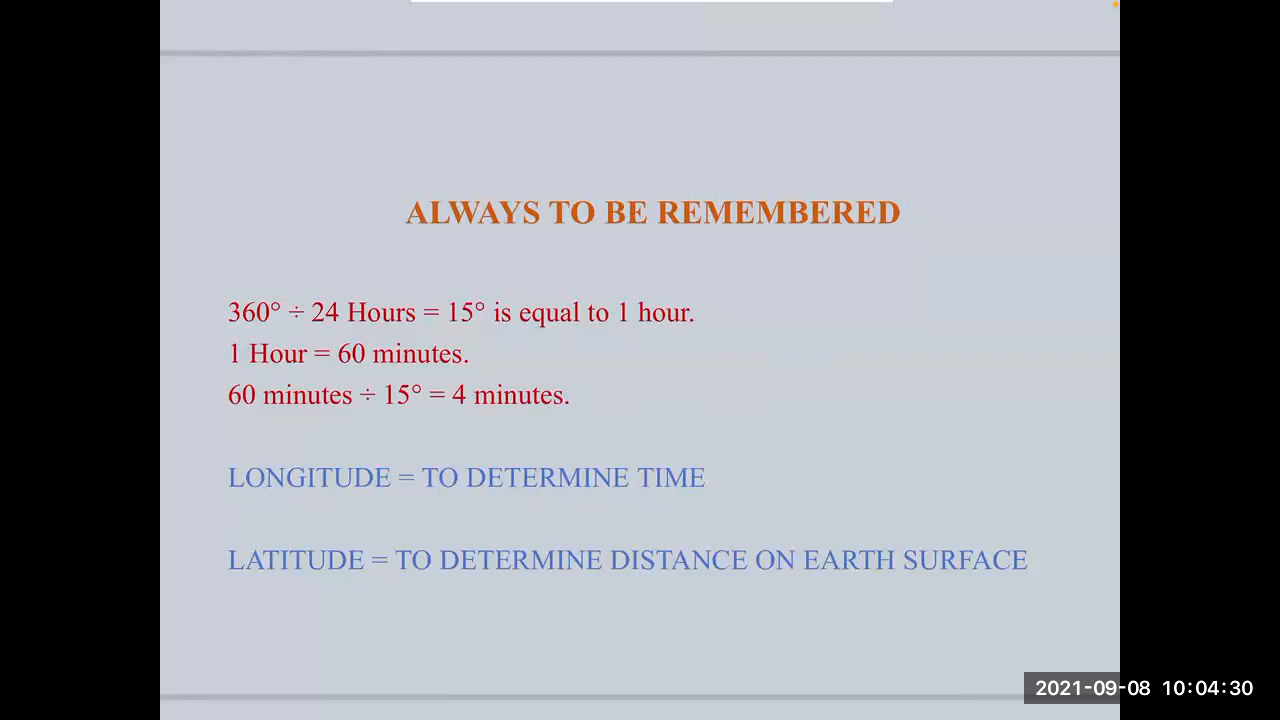 ALWAYS TO BE REMEMBERED
360° ÷ 24 Hours = 15° is equal to 1 hour.
1 Hour = 60 minutes.
60 minutes ÷ 15° = 4 minutes.
LONGITUDE = TO DETERMINE TIME
LATITUDE = TO DETERMINE DISTANCE ON EARTH SURFACE
2021-09-08 10:04:30